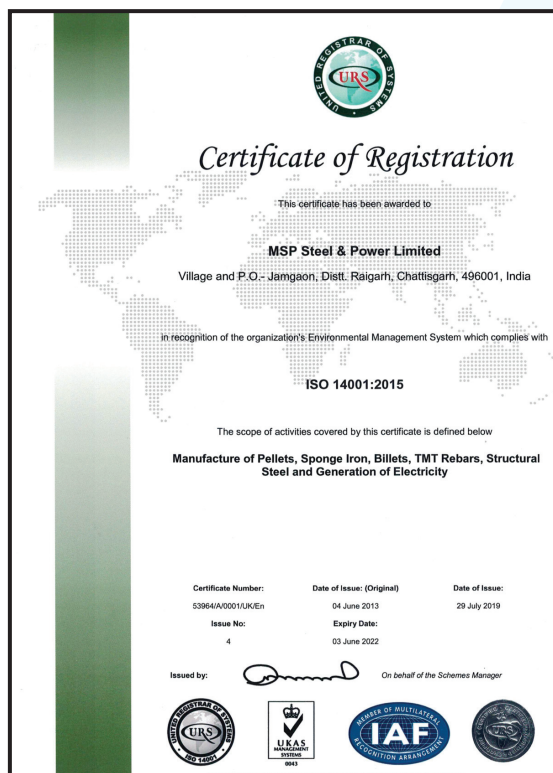 UNITED REGISTRAR OF SYSTEMS
URS
Certificate of Registration
This certificate has been awarded to
MSP Steel & Power Limited
Village and P.O.- Jamgaon, Distt. Raigarh, Chattisgarh, 496001, India
in recognition of the organization's Environmental Management System which complies with
ISO 14001:2015
The scope of activities covered by this certificate is defined below
Manufacture of Pellets, Sponge Iron, Billets, TMT Rebars, Structural
Steel and Generation of Electricity
Certificate Number: Date of Issue: (Original) Date of Issue:
53964/A/0001/UK/En 04 June 2013 29 July 2019
Issue No: Expiry Date:
4 03 June 2022
Issued by: On behalf of the Schemes Manager
UNITED REGISTRAR OF SYSTEMS
URS
ISO 14001
UKAS
MANAGEMENT
SYSTEMS
0043
MEMBER OF MULTILATERAL
IAF
RECOGNITION ARRANGEMENT
URS